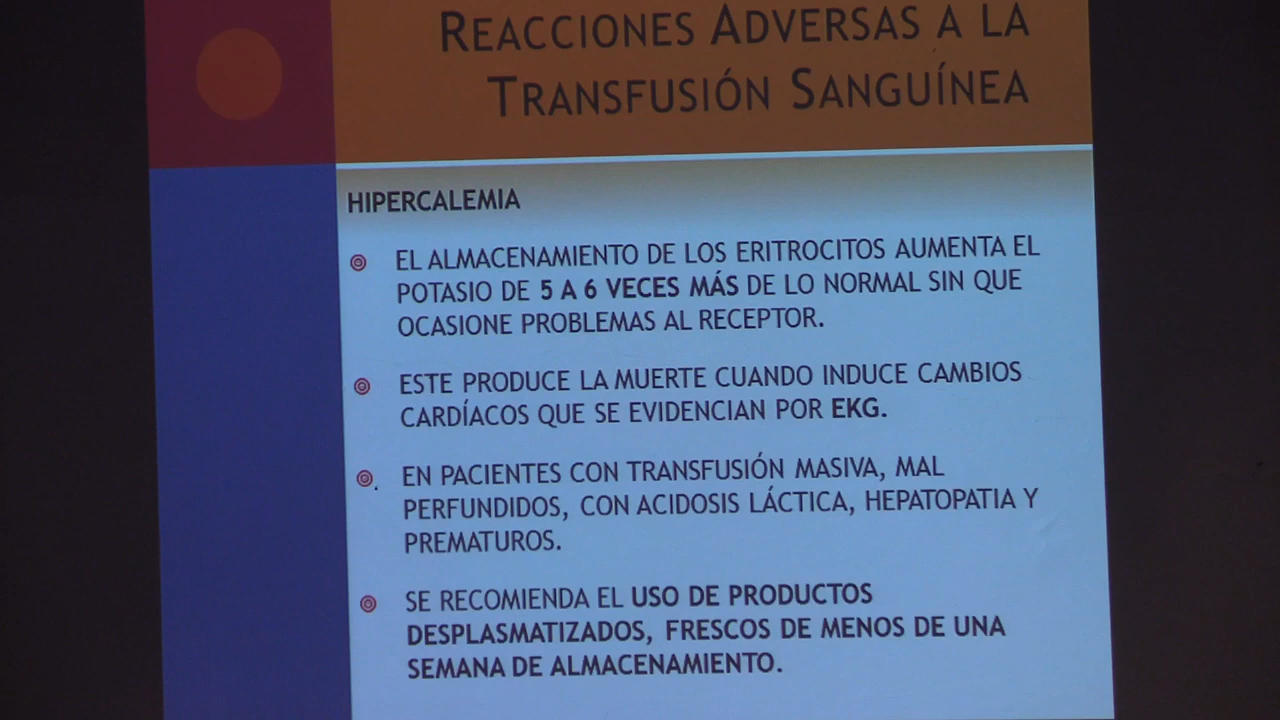 REACCIONES ADVERSAS A LA
TRANSFUSIÓN SANGUÍNEA
HIPERCALEMIA
EL ALMACENAMIENTO DE LOS ERITROCITOS AUMENTA EL
POTASIO DE 5 A 6 VECES MÁS DE LO NORMAL SIN QUE
OCASIONE PROBLEMAS AL RECEPTOR.
ESTE PRODUCE LA MUERTE CUANDO INDUCE CAMBIOS
CARDÍACOS QUE SE EVIDENCIAN POR EKG.
. EN PACIENTES CON TRANSFUSIÓN MASIVA, MAL
PERFUNDIDOS, CON ACIDOSIS LÁCTICA, HEPATOPATIA Y
PREMATUROS.
SE RECOMIENDA EL USO DE PRODUCTOS
DESPLASMATIZADOS, FRESCOS DE MENOS DE UNA
SEMANA DE ALMACENAMIENTO.